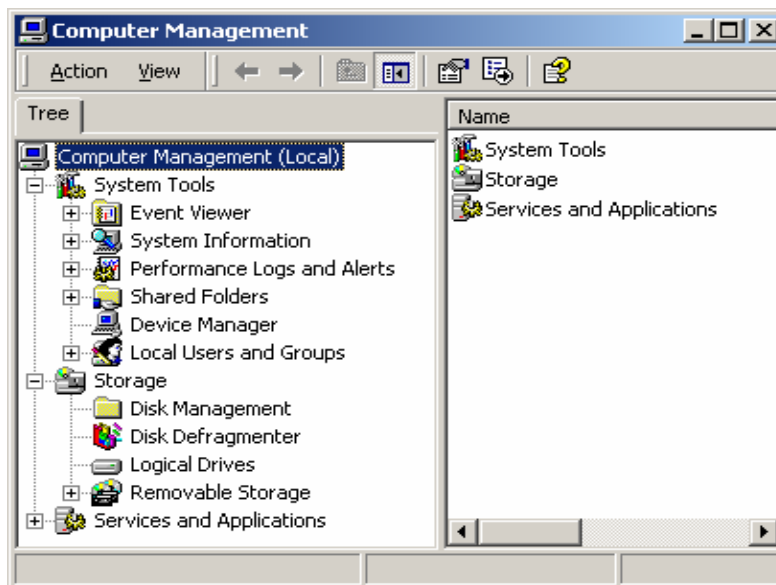 Computer Management
Action View
Tree
Computer Management (Local)
System Tools
Event Viewer
System Information
Performance Logs and Alerts
Shared Folders
Device Manager
Local Users and Groups
Storage
Disk Management
Disk Defragmenter
Logical Drives
Removable Storage
Services and Applications
Name
System Tools
Storage
Services and Applications